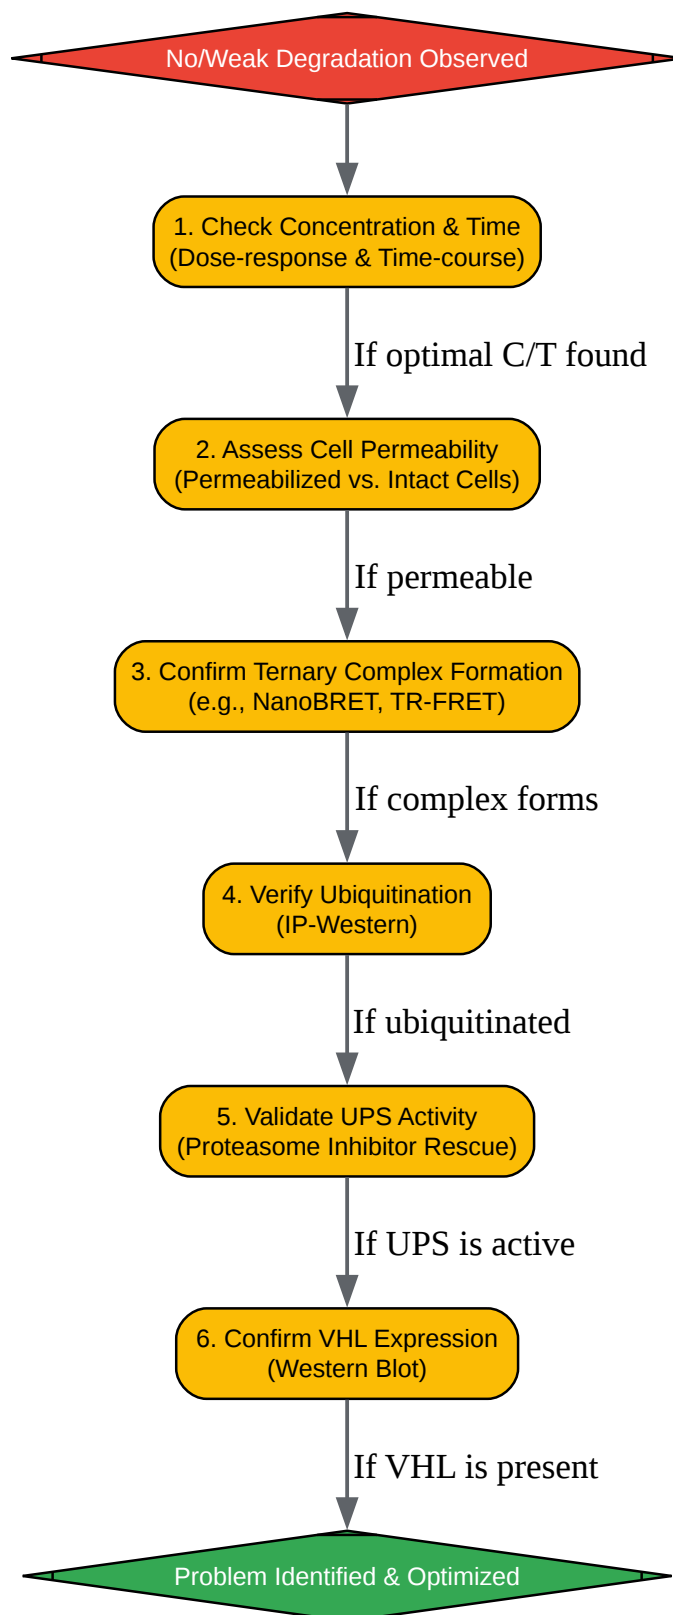 No/Weak Degradation Observed
1. Check Concentration & Time
(Dose-response & Time-course)
If optimal C/T found
2. Assess Cell Permeability
(Permeabilized vs. Intact Cells)
If permeable
3. Confirm Ternary Complex Formation
(e.g., NanoBRET, TR-FRET)
If complex forms
4. Verify Ubiquitination
(IP-Western)
If ubiquitinated
5. Validate UPS Activity
(Proteasome Inhibitor Rescue)
If UPS is active
6. Confirm VHL Expression
(Western Blot)
If VHL is present
Problem Identified & Optimized